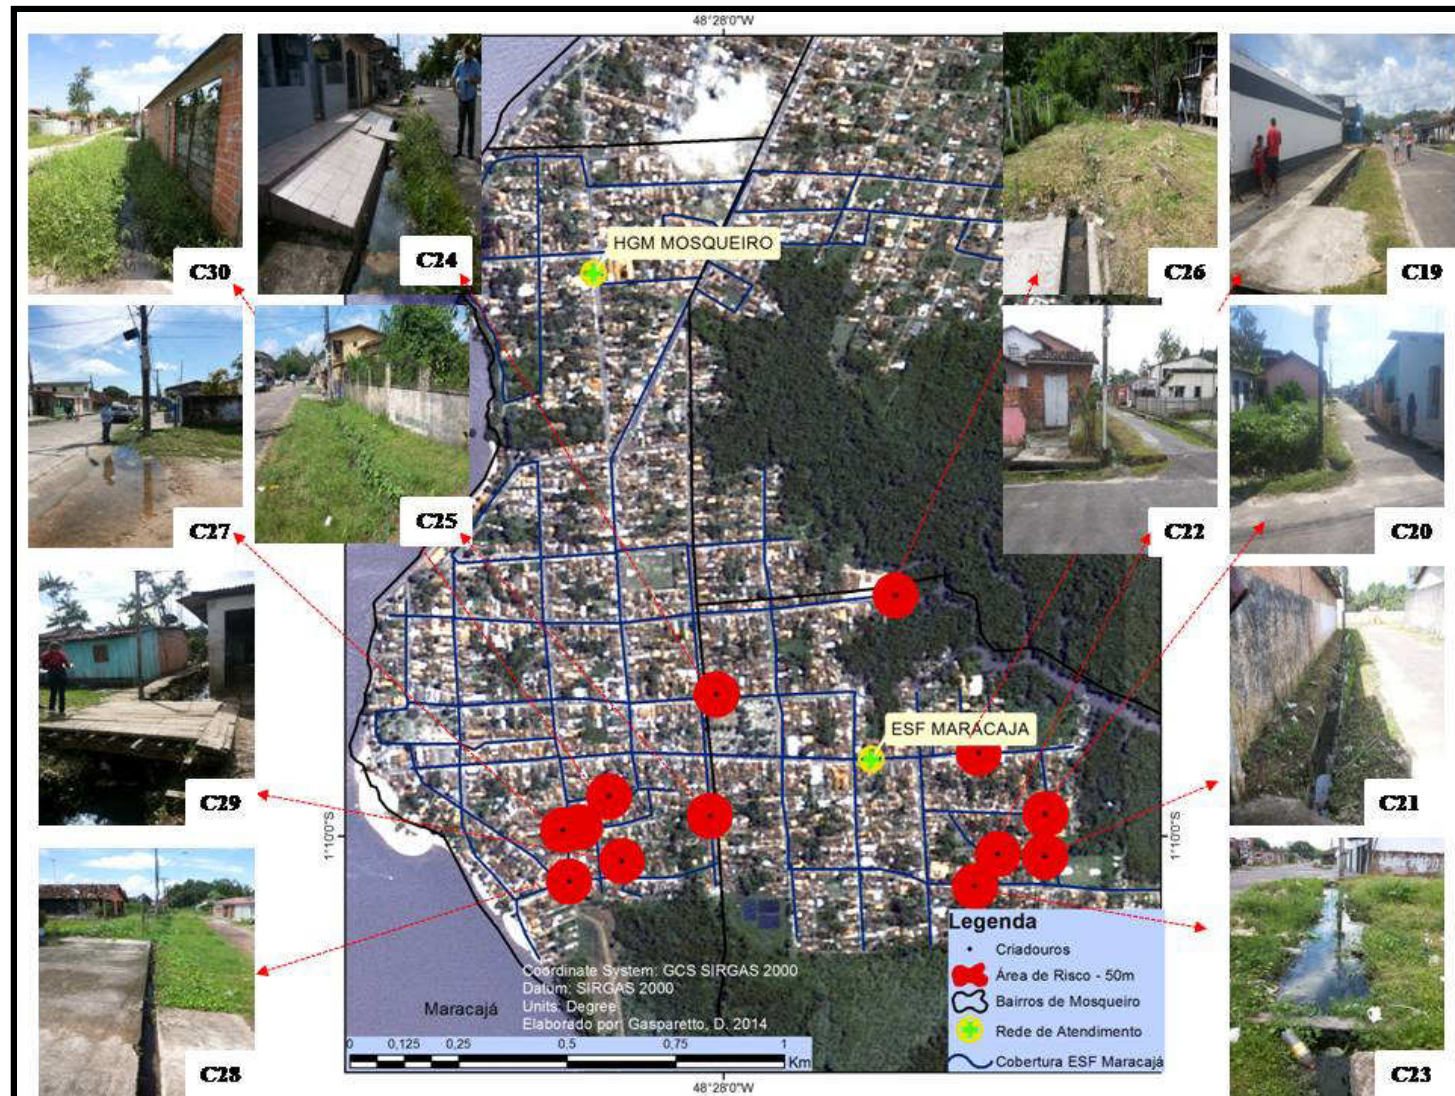 48°28'0"W
C30
C24
C26
C19
HGM MOSQUEIRO
C27
C25
C22
C20
ESF MARACAJA
C29
C21
1°10'0"S
1°10'0"S
Legenda
Criadouros
Área de Risco - 50m
Bairros de Mosqueiro
Rede de Atendimento
Cobertura ESF Maracajá
Coordinate System: GCS SIRGAS 2000
Datum: SIRGAS 2000
Units: Degree
Elaborado por: Gasparetto, D. 2014
Maracajá
0 0,125 0,25 0,5 0,75 1
Km
C28
C23
48°28'0"W